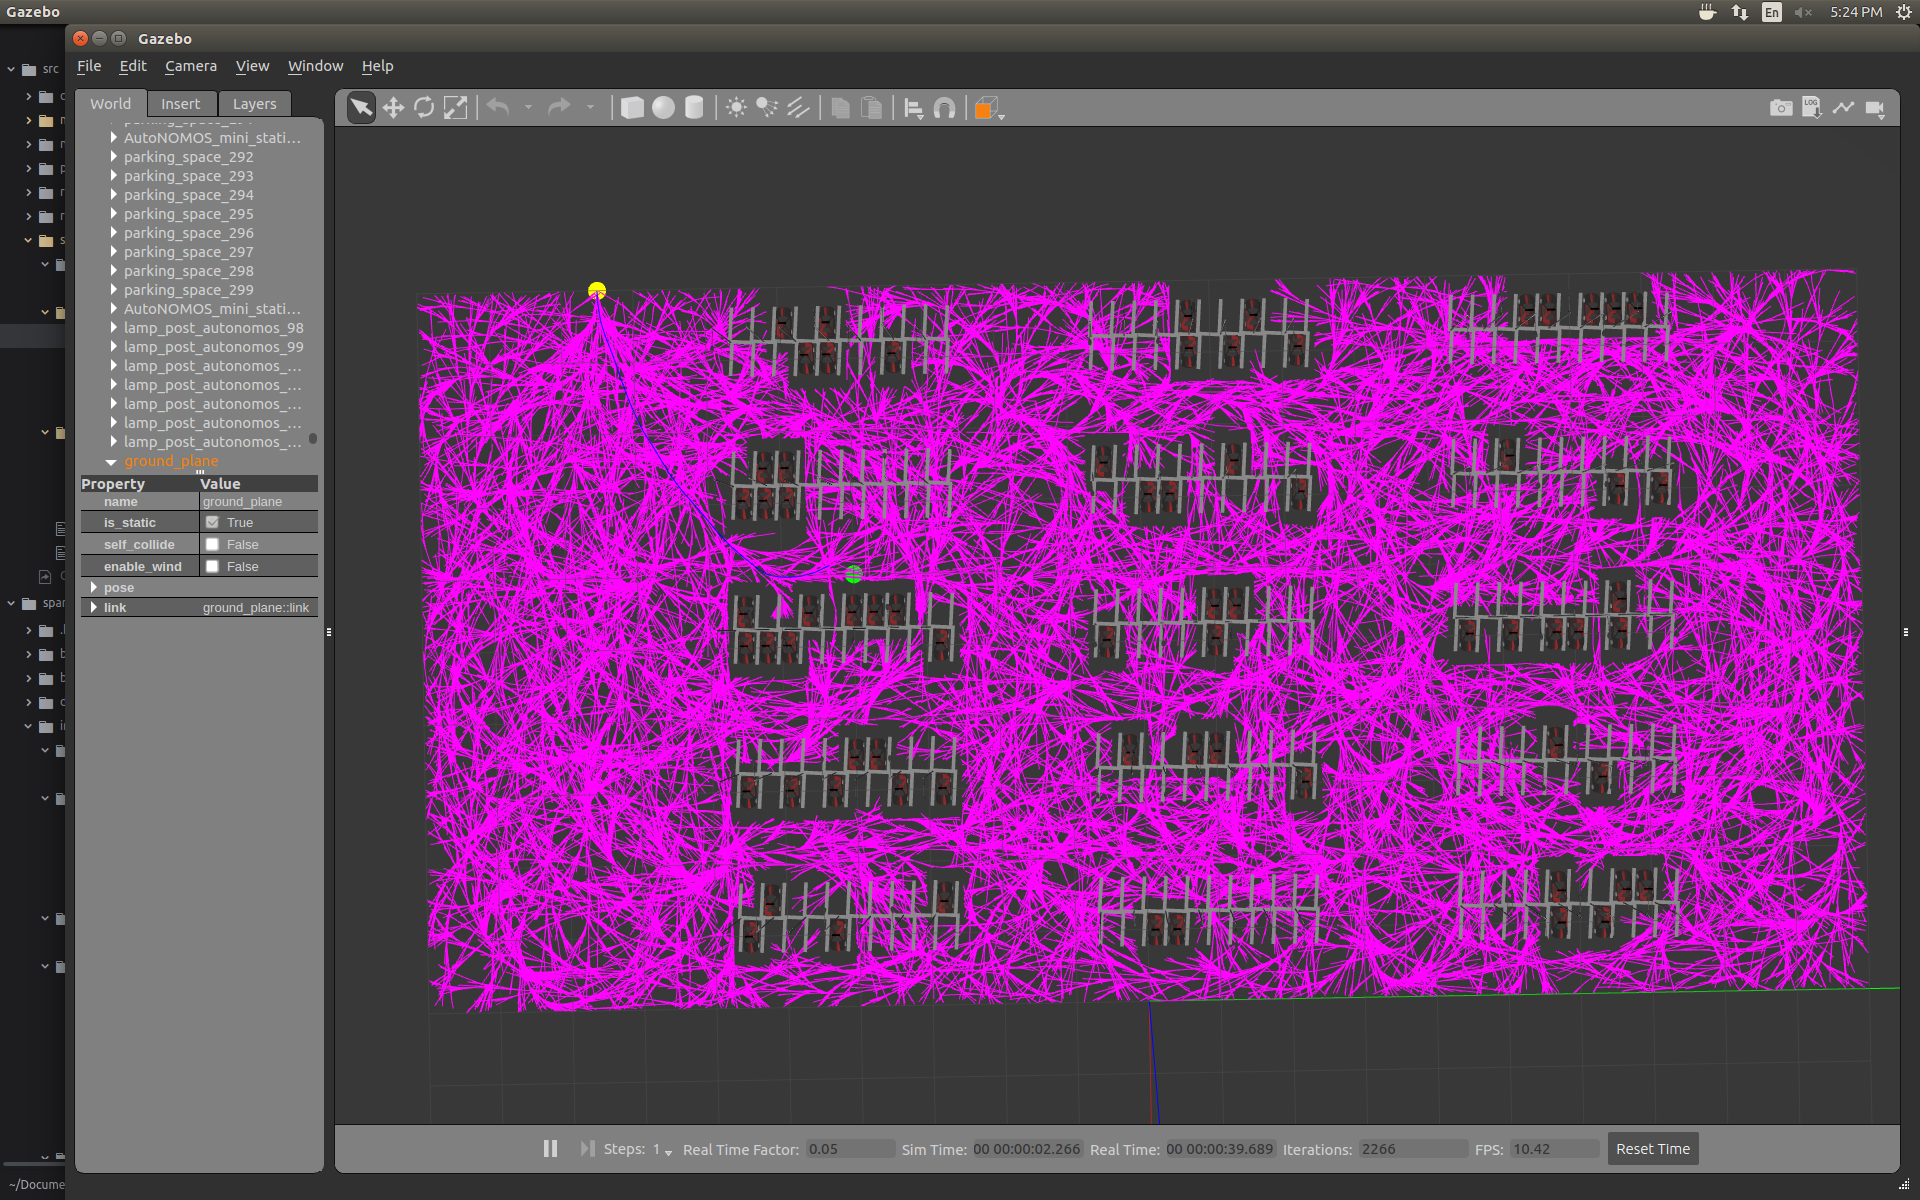 Gazebo
En
5:24 PM
Gazebo
File Edit Camera View Window Help
src
World Insert Layers
AutoNOMOS_mini_stati...
parking_space_292
parking_space_293
parking_space_294
parking_space_295
parking_space_296
parking_space_297
parking_space_298
parking_space_299
AutoNOMOS_mini_stati...
lamp_post_autonomos_98
lamp_post_autonomos_99
lamp_post_autonomos_...
lamp_post_autonomos_...
lamp_post_autonomos_...
lamp_post_autonomos_...
lamp_post_autonomos_...
ground_plane
Property Value
name ground_plane
is_static True
self_collide False
enable_wind False
pose
link ground_plane::link
LOG
Steps: 1 Real Time Factor: 0.05 Sim Time: 00 00:00:02.266 Real Time: 00 00:00:39.689 Iterations: 2266 FPS: 10.42 Reset Time
~/Docume